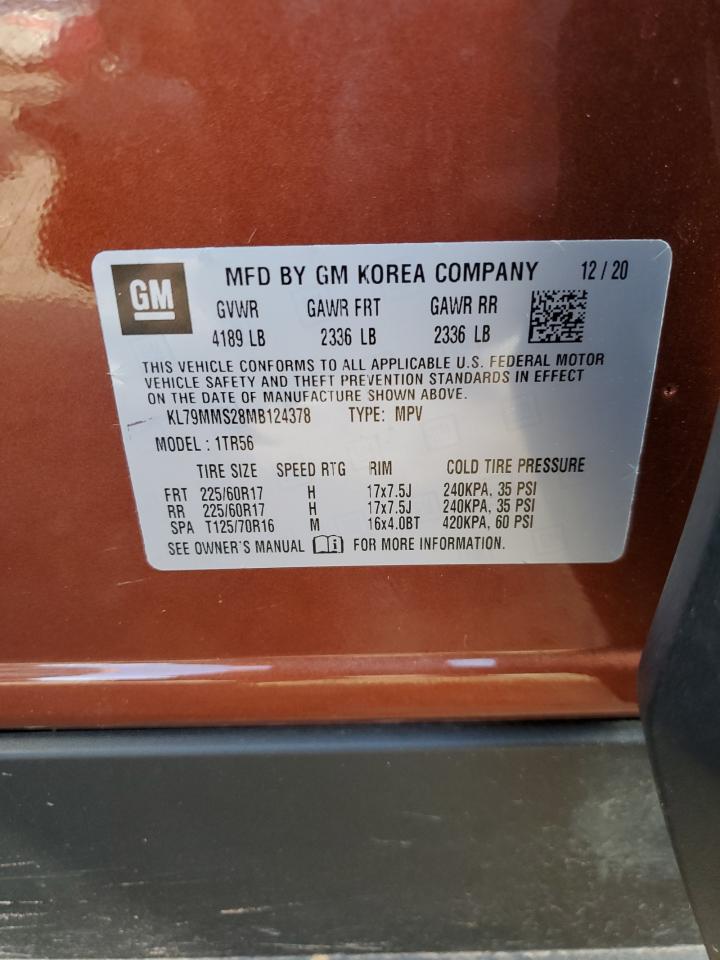 GM MFD BY GM KOREA COMPANY 12 / 20
GVWR GAWR FRT GAWR RR
4189 LB 2336 LB 2336 LB
THIS VEHICLE CONFORMS TO ALL APPLICABLE U.S. FEDERAL MOTOR
VEHICLE SAFETY AND THEFT PREVENTION STANDARDS IN EFFECT
ON THE DATE OF MANUFACTURE SHOWN ABOVE.
KL79MMS28MB124378 TYPE: MPV
MODEL : 1TR56
TIRE SIZE SPEED RTG RIM COLD TIRE PRESSURE
FRT 225/60R17 H 17x7.5J 240KPA, 35 PSI
RR 225/60R17 H 17x7.5J 240KPA, 35 PSI
SPA T125/70R16 M 16x4.0BT 420KPA, 60 PSI
SEE OWNER'S MANUAL FOR MORE INFORMATION.